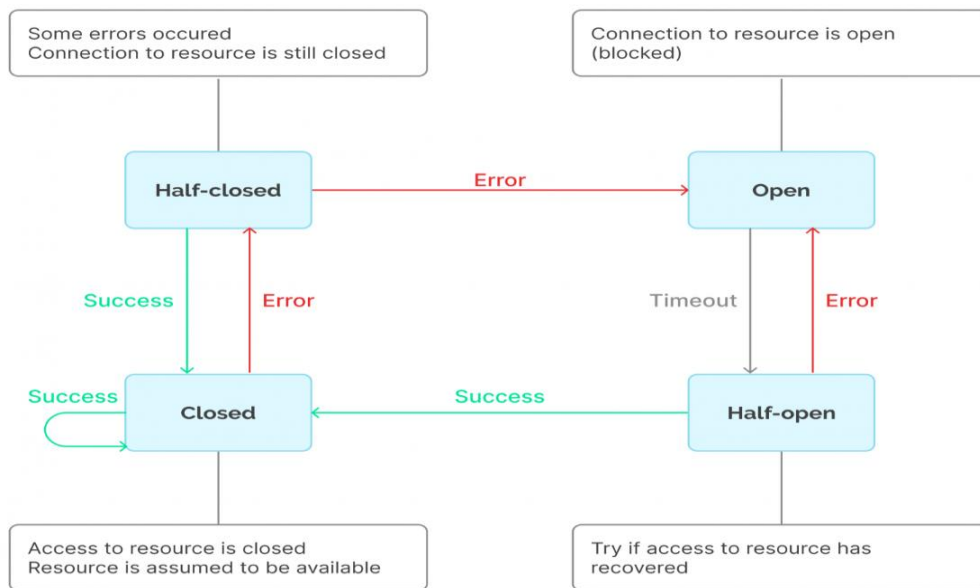 Some errors occured
Connection to resource is still closed
Connection to resource is open
(blocked)
Half-closed
Error
Open
Success
Error
Timeout
Error
Success
Closed
Success
Half-open
Access to resource is closed
Resource is assumed to be available
Try if access to resource has
recovered